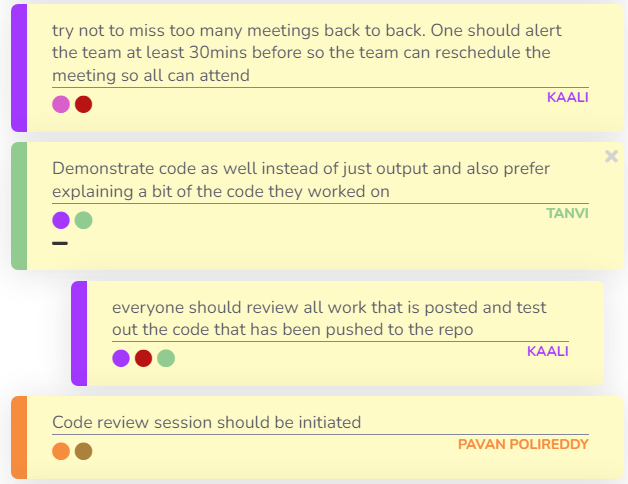 try not to miss too many meetings back to back. One should alert
the team at least 30mins before so the team can reschedule the
meeting so all can attend
KAALI
Demonstrate code as well instead of just output and also prefer
explaining a bit of the code they worked on
TANVI
everyone should review all work that is posted and test
out the code that has been pushed to the repo
KAALI
Code review session should be initiated
PAVAN POLIREDDY